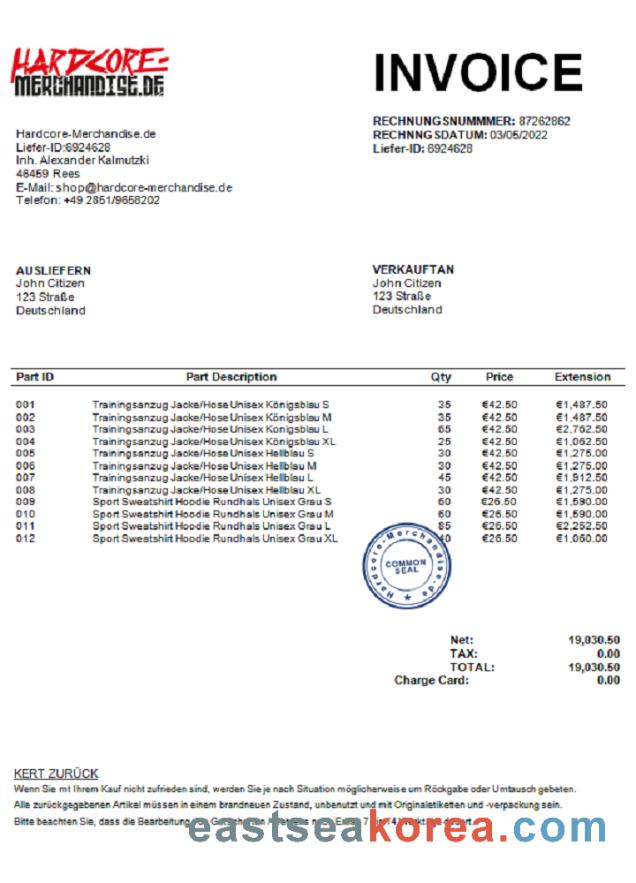 HARDCORE-
MERCHANDISE.DE
INVOICE
RECHNUNGSNUMMMER: 87262862
RECHNNGSDATUM: 03/05/2022
Liefer-ID: 6924628
Hardcore-Merchandise.de
Liefer-ID:6924628
Inh. Alexander Kalmutzki
46459 Rees
E-Mail: shop@hardcore-merchandise.de
Telefon: +49 2851/9658202
AUSLIEFERN
John Citizen
123 Straße
Deutschland
VERKAUFTAN
John Citizen
123 Straße
Deutschland
Part ID Part Description Qty Price Extension
001 Trainingsanzug Jacke/Hose Unisex Königsblau S 35 €42.50 €1,487.50
002 Trainingsanzug Jacke/Hose Unisex Königsblau M 35 €42.50 €1,487.50
003 Trainingsanzug Jacke/Hose Unisex Königsblau L 65 €42.50 €2,762.50
004 Trainingsanzug Jacke/Hose Unisex Königsblau XL 25 €42.50 €1,062.50
005 Trainingsanzug Jacke/Hose Unisex Hellblau S 30 €42.50 €1,275.00
006 Trainingsanzug Jacke/Hose Unisex Hellblau M 30 €42.50 €1,275.00
007 Trainingsanzug Jacke/Hose Unisex Hellblau L 45 €42.50 €1,912.50
008 Trainingsanzug Jacke/Hose Unisex Hellblau XL 30 €42.50 €1,275.00
009 Sport Sweatshirt Hoodie Rundhals Unisex Grau S 60 €26.50 €1,590.00
010 Sport Sweatshirt Hoodie Rundhals Unisex Grau M 60 €26.50 €1,590.00
011 Sport Sweatshirt Hoodie Rundhals Unisex Grau L 85 €26.50 €2,252.50
012 Sport Sweatshirt Hoodie Rundhals Unisex Grau XL 40 €26.50 €1,060.00
Hardcore-Merchandise-de
COMMON
SEAL
Net: 19,030.50
TAX: 0.00
TOTAL: 19,030.50
Charge Card: 0.00
KERT ZURÜCK
Wenn Sie mt Ihrem Kauf nicht zufrieden sind, werden Sie je nach Situation möglicherweise um Rückgabe oder Umtausch gebeten.
Alle zurückgegebenen Artikel müssen in einem brandneuen Zustand, unbenutzt und mit Originaletiketten und -verpackung sein.
Bitte beachten Sie, dass die Bearbeitung
eastseakorea.com